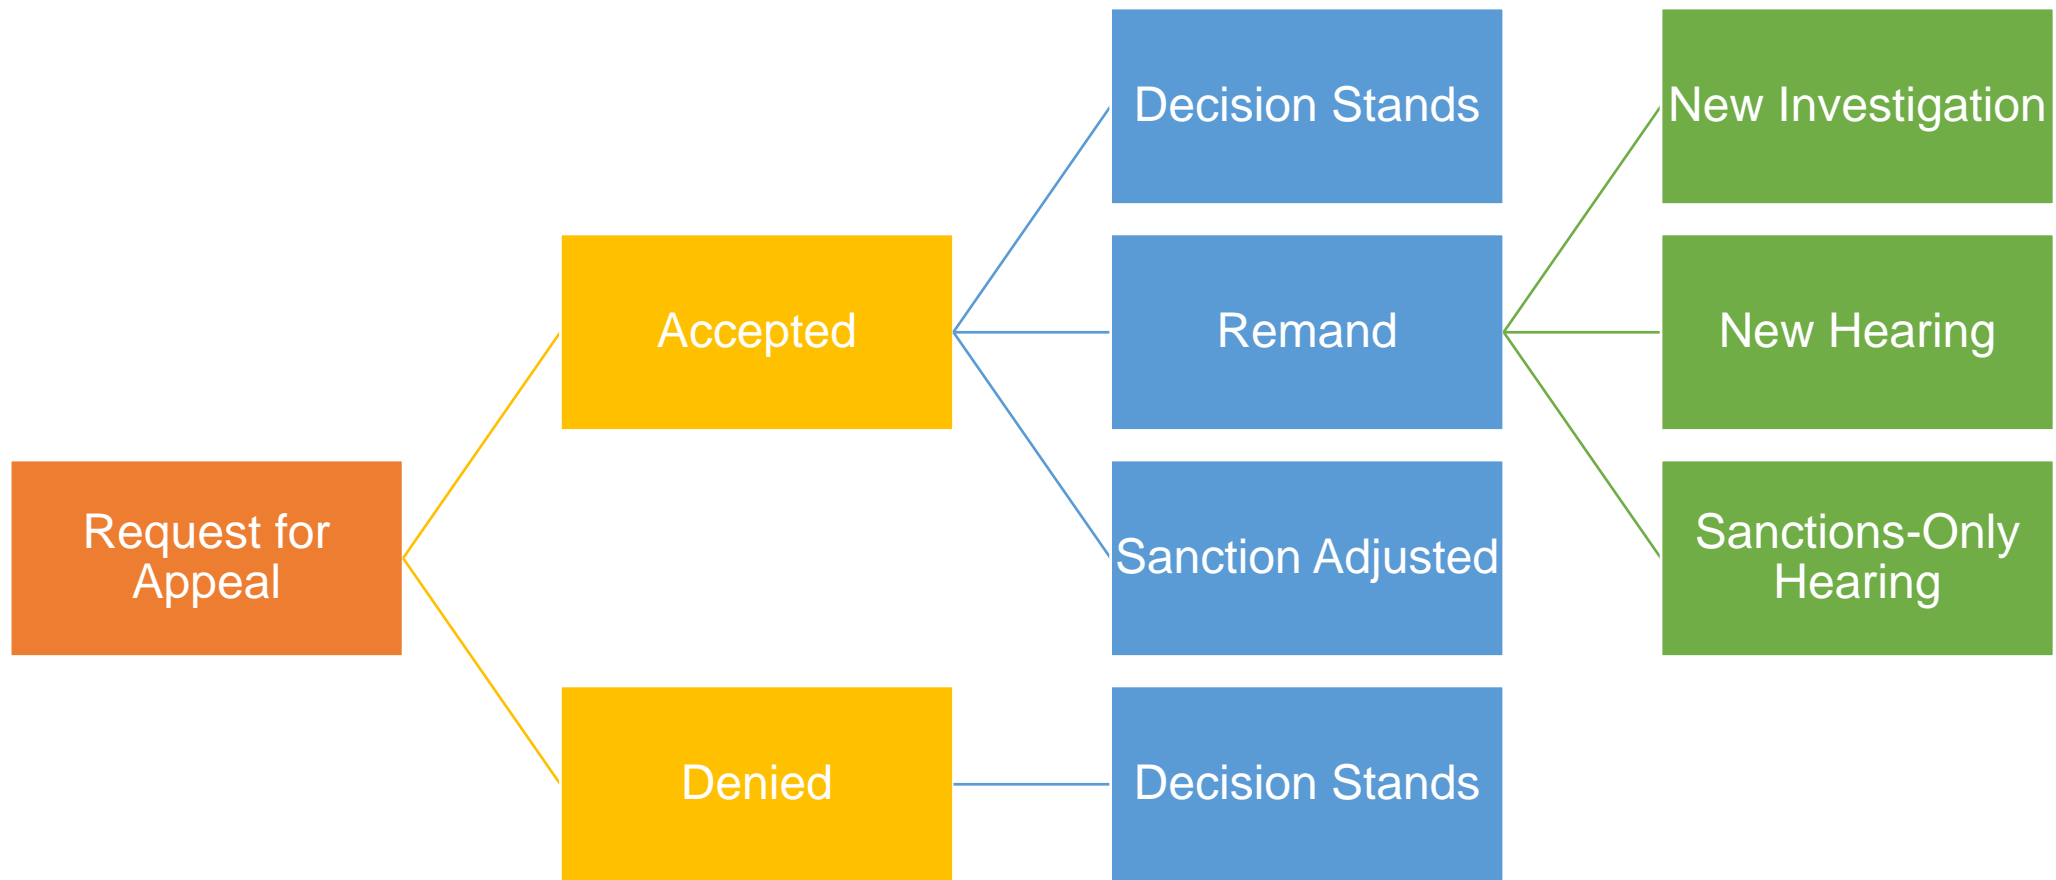 Request for
Appeal
Accepted
Denied
Decision Stands
Remand
Sanction Adjusted
Decision Stands
New Investigation
New Hearing
Sanctions-Only
Hearing